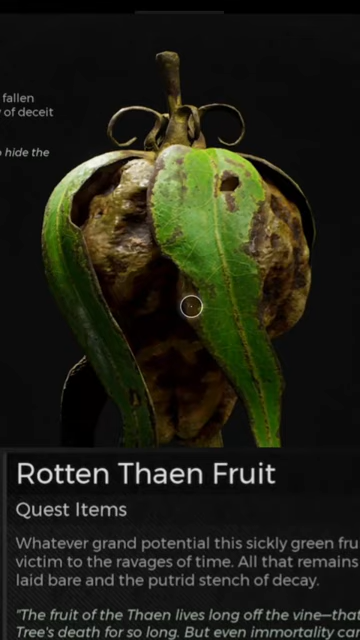 fallen
of deceit
hide the
Rotten Thaen Fruit
Quest Items
Whatever grand potential this sickly green fru
victim to the ravages of time. All that remains
laid bare and the putrid stench of decay.
"The fruit of the Thaen lives long off the vine—that
Tree's death for so long. But even immortality